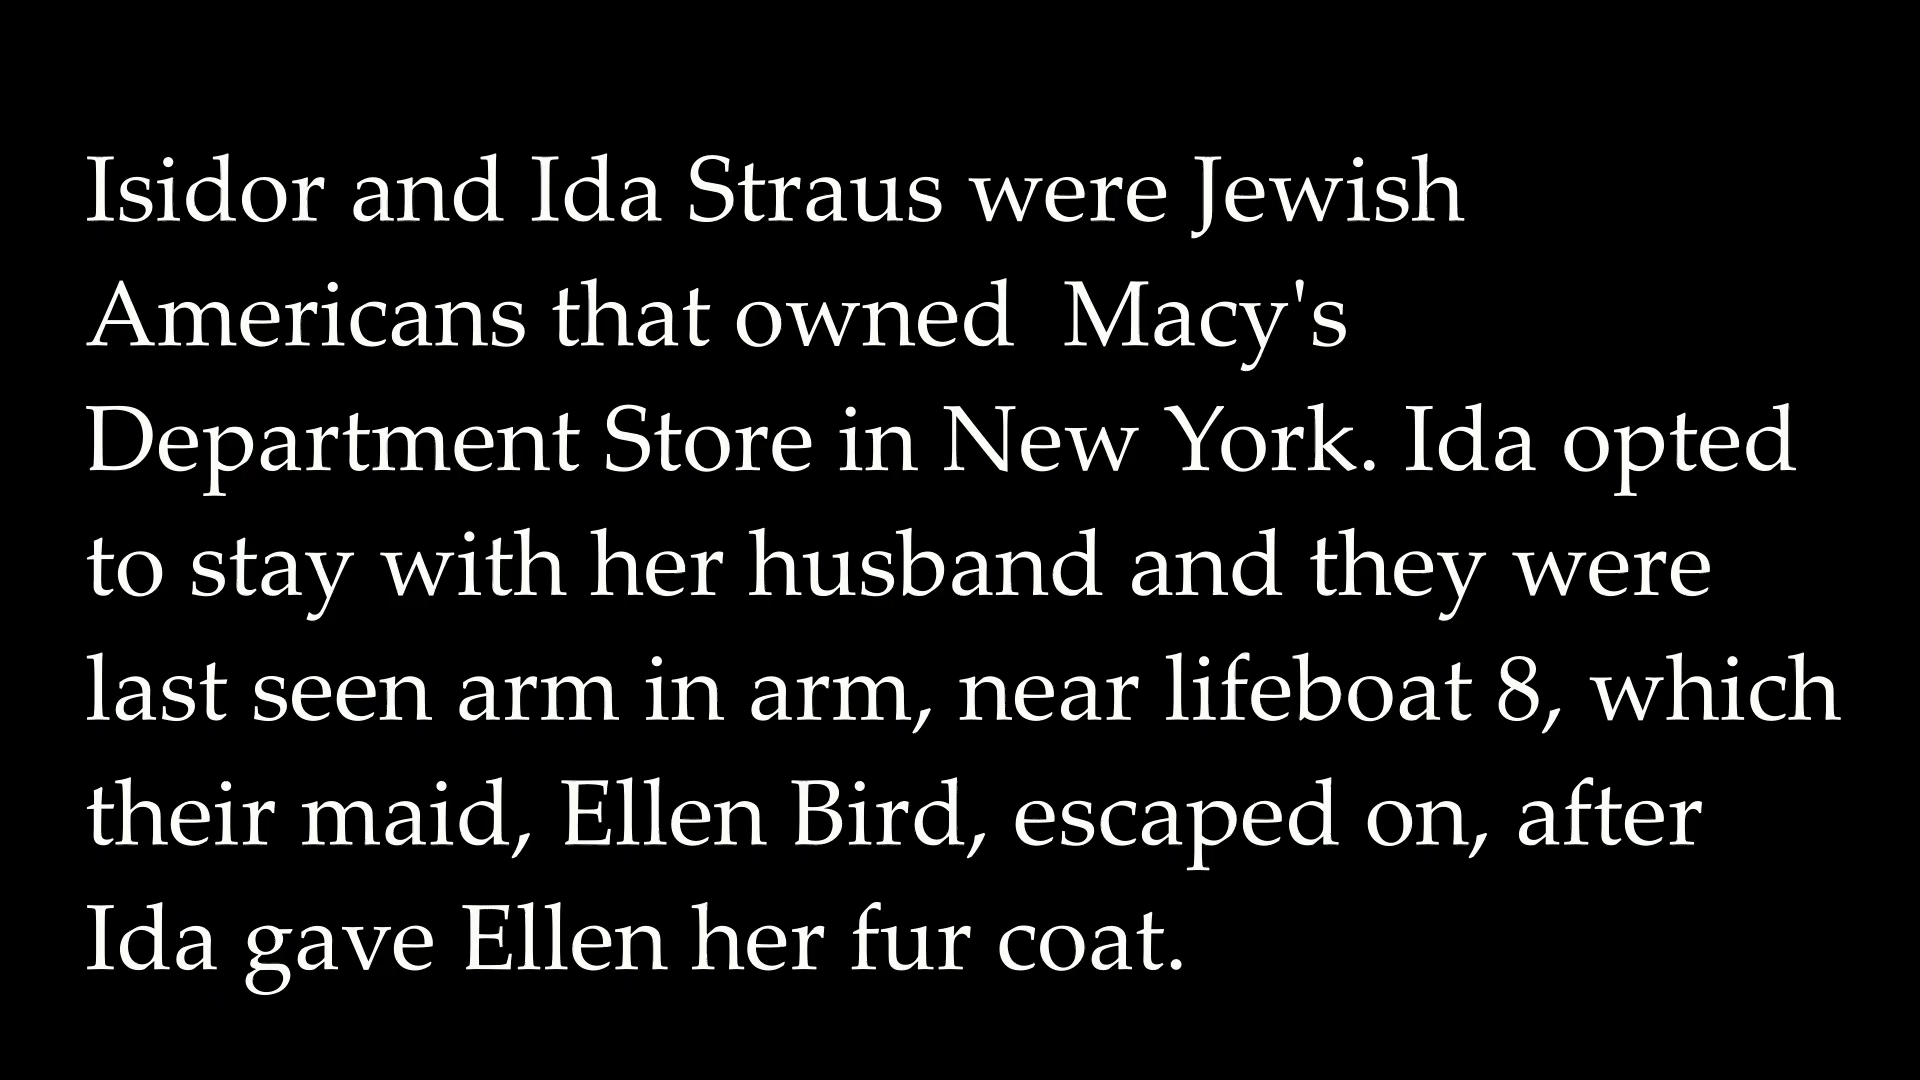 Isidor and Ida Straus were Jewish
Americans that owned  Macy's
Department Store in New York. Ida opted
to stay with her husband and they were
last seen arm in arm, near lifeboat 8, which
their maid, Ellen Bird, escaped on, after
Ida gave Ellen her fur coat.